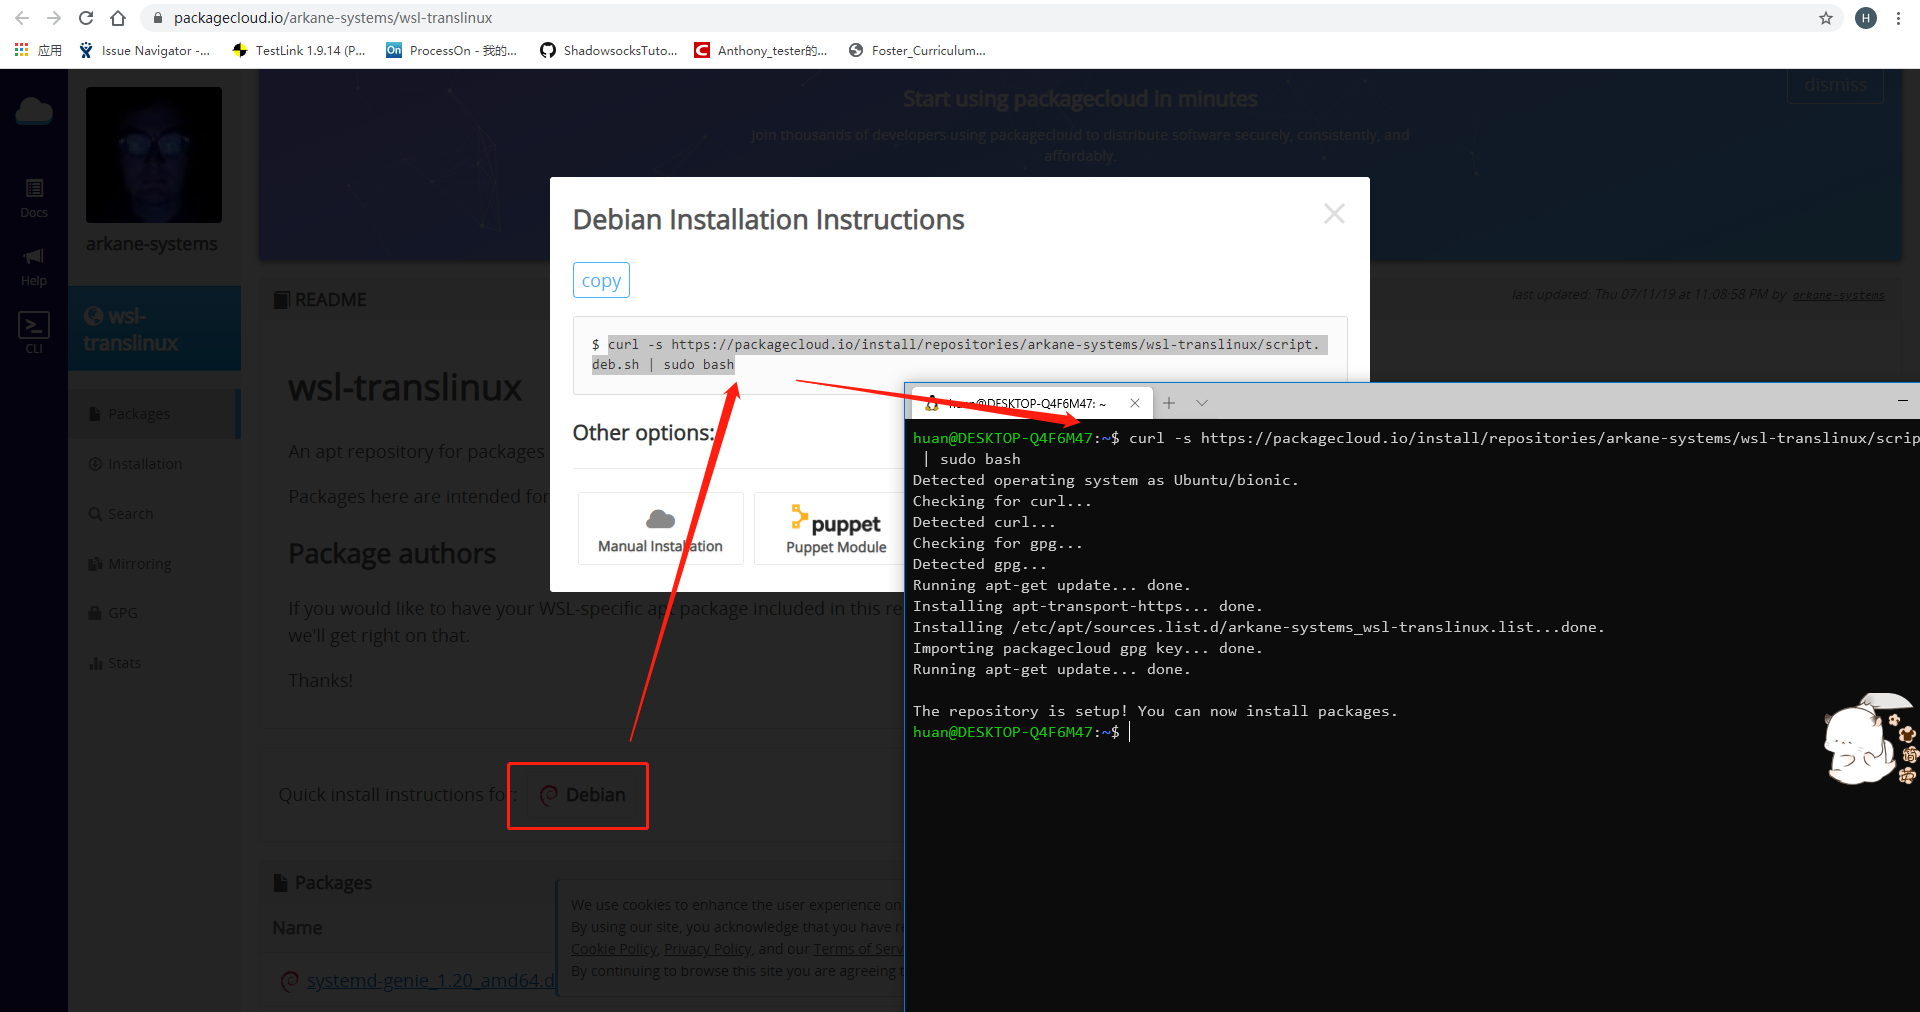 packagecloud.io/arkane-systems/wsl-translinux
H
应用
Issue Navigator -...
TestLink 1.9.14 (P...
On
ProcessOn - 我的...
ShadowsocksTuto...
C
Anthony_tester的...
Foster_Curriculum...
Start using packagecloud in minutes
dismiss
Join thousands of developers using packagecloud to distribute software securely, consistently, and
affordably.
Docs
Help
CLI
arkane-systems
wsl-
translinux
Packages
Installation
Search
Mirroring
GPG
Stats
README
last updated: Thu 07/11/19 at 11:08:58 PM by arkane-systems
wsl-translinux
An apt repository for packages
Packages here are intended for
Package authors
If you would like to have your WSL-specific apt package included in this re
we'll get right on that.
Thanks!
Quick install instructions for:
Debian
Packages
Name
systemd-genie_1.20_amd64.d
We use cookies to enhance the user experience on
By using our site, you acknowledge that you have r
Cookie Policy, Privacy Policy, and our Terms of Serv
By continuing to browse this site you are agreeing t
Debian Installation Instructions
copy
$ curl -s https://packagecloud.io/install/repositories/arkane-systems/wsl-translinux/script.
deb.sh | sudo bash
Other options:
Manual Installation
puppet
Puppet Module
huan@DESKTOP-Q4F6M47: ~
huan@DESKTOP-Q4F6M47:~$ curl -s https://packagecloud.io/install/repositories/arkane-systems/wsl-translinux/scrip
| sudo bash
Detected operating system as Ubuntu/bionic.
Checking for curl...
Detected curl...
Checking for gpg...
Detected gpg...
Running apt-get update... done.
Installing apt-transport-https... done.
Installing /etc/apt/sources.list.d/arkane-systems_wsl-translinux.list...done.
Importing packagecloud gpg key... done.
Running apt-get update... done.
The repository is setup! You can now install packages.
huan@DESKTOP-Q4F6M47:~$
简